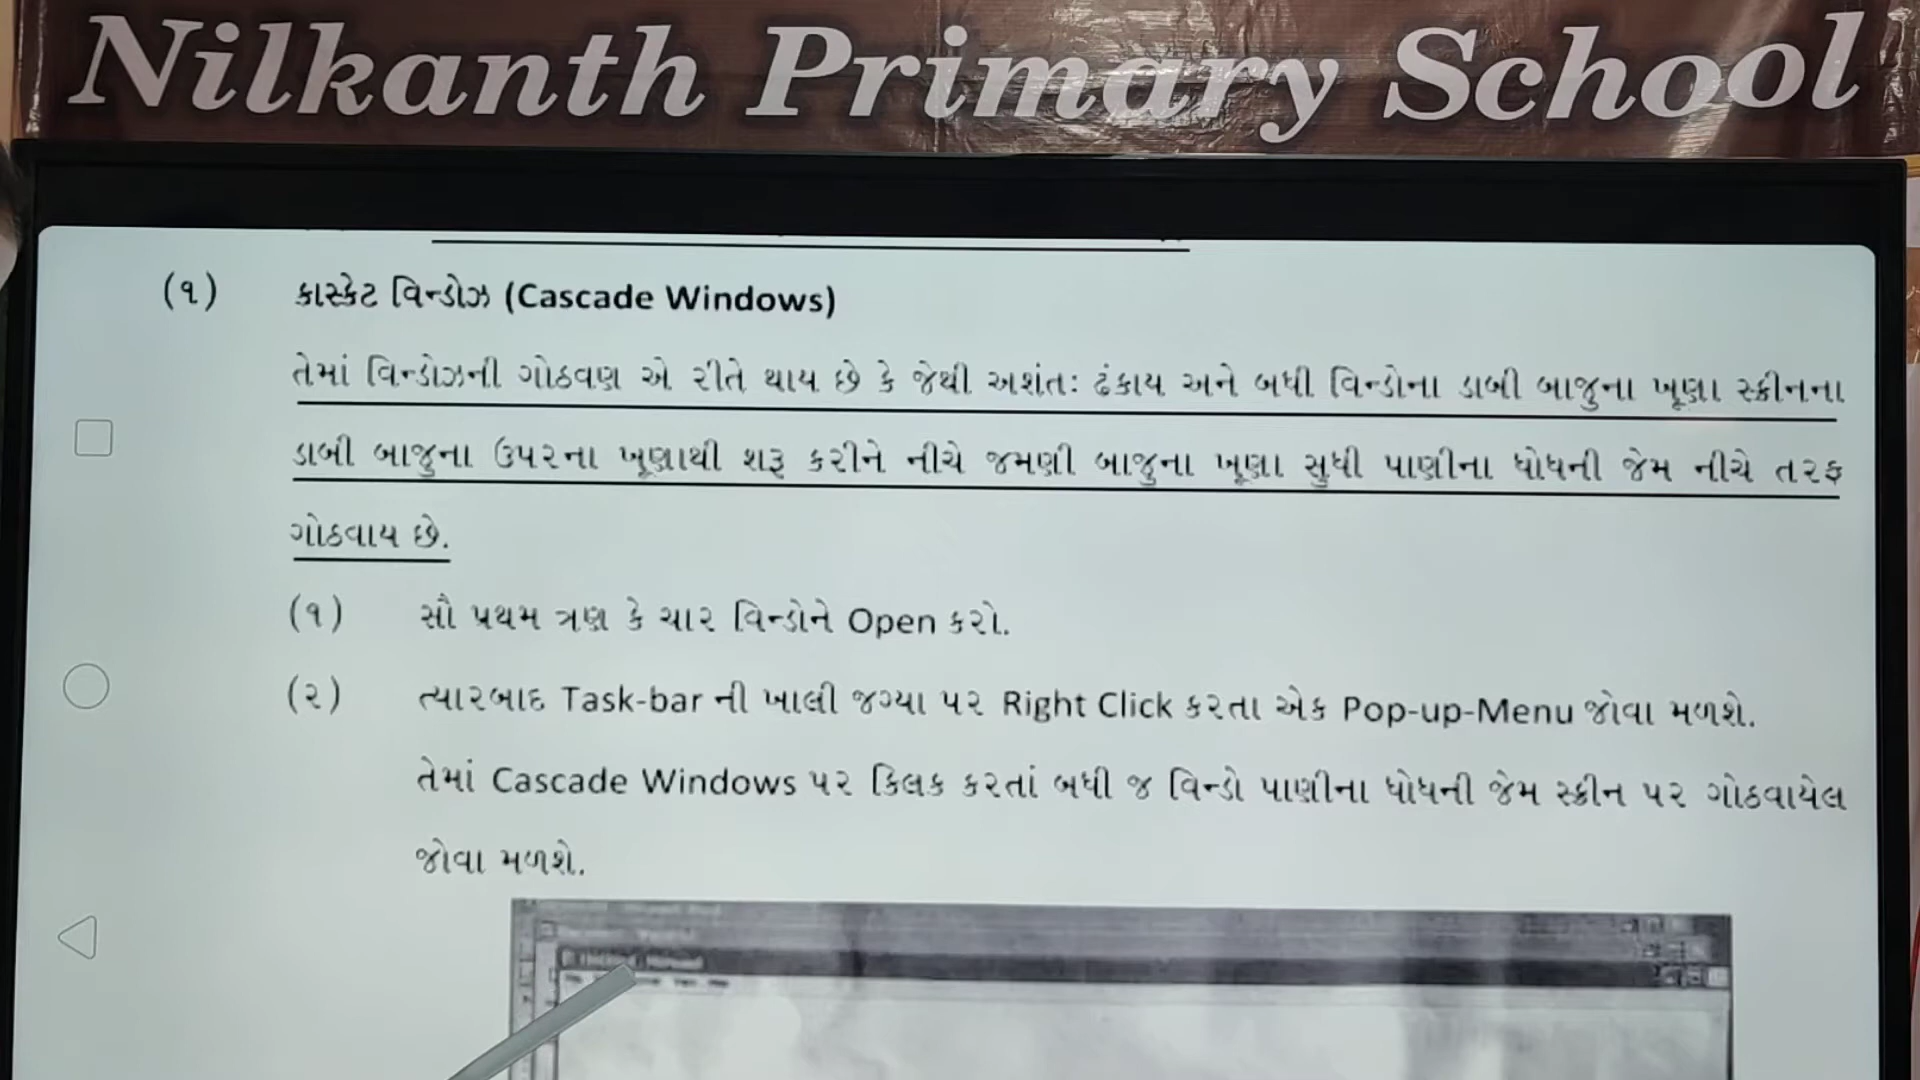 Nilkanth Primary School
(૧) કાસ્કેટ વિન્ડોઝ (Cascade Windows)
તેમાં વિન્ડોઝની ગોઠવણ એ રીતે થાય છે કે જેથી અશંતઃ ઢંકાય અને બધી વિન્ડોના ડાબી બાજુના ખૂણા સ્ક્રીનના
ડાબી બાજુના ઉપરના ખૂણાથી શરૂ કરીને નીચે જમણી બાજુના ખૂણા સુધી પાણીના ધોધની જેમ નીચે તરફ
ગોઠવાય છે.
(૧) સૌ પ્રથમ ત્રણ કે ચાર વિન્ડોને Open કરો.
(૨) ત્યારબાદ Task-bar ની ખાલી જગ્યા પર Right Click કરતા એક Pop-up-Menu જોવા મળશે.
તેમાં Cascade Windows પર કિલક કરતાં બધી જ વિન્ડો પાણીના ધોધની જેમ સ્ક્રીન પર ગોઠવાયેલ
જોવા મળશે.